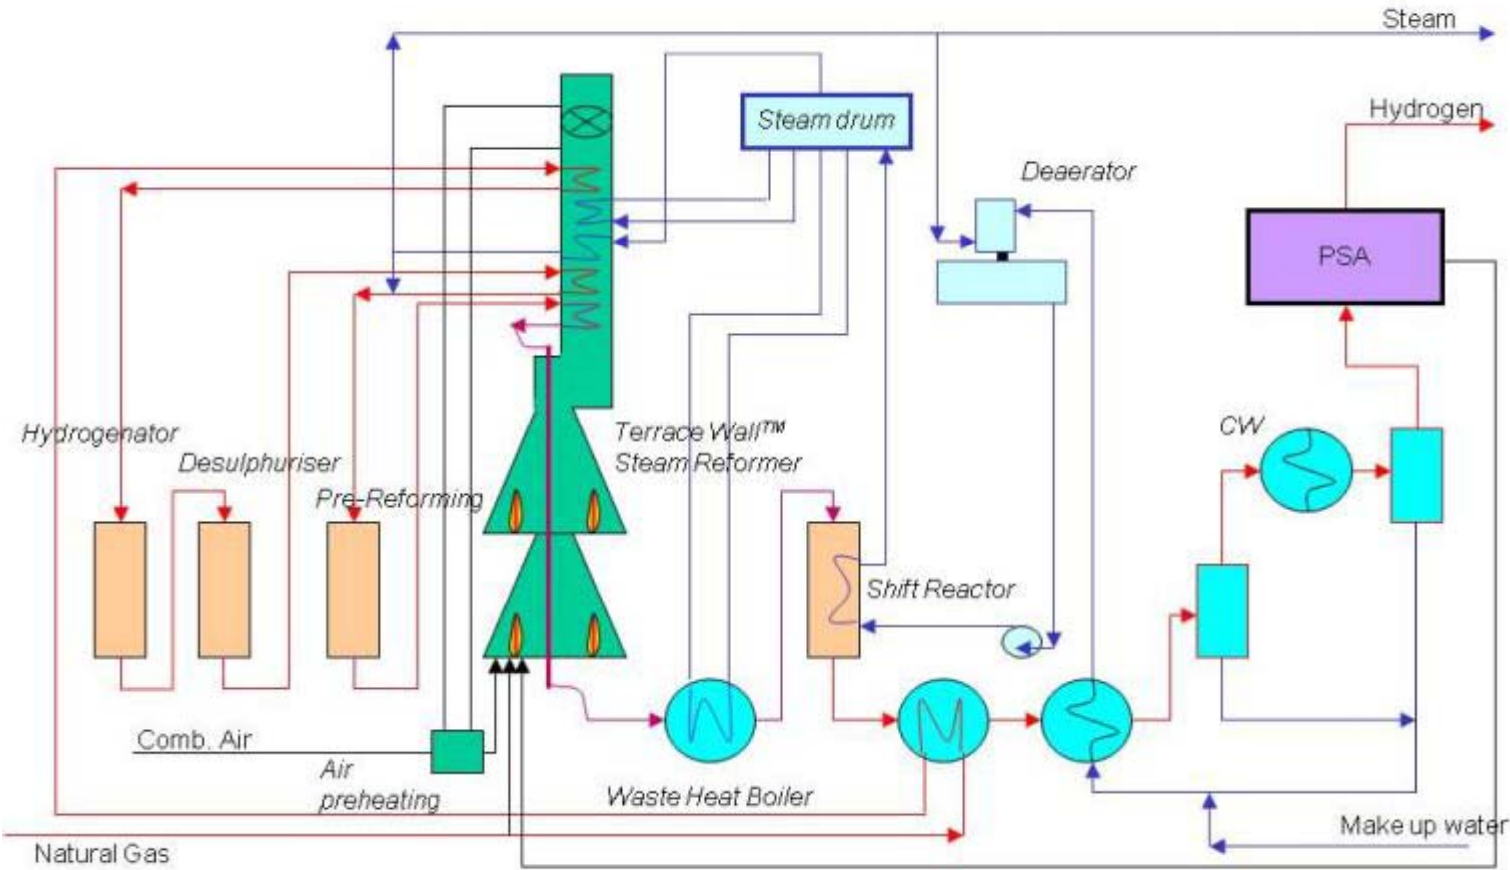 Steam
Hydrogen
Steam drum
Deaerator
PSA
Hydrogenator
Desulphuriser
Pre-Reforming
Terrace Wall™
Steam Reformer
CW
Shift Reactor
Comb. Air
Air
preheating
Waste Heat Boiler
Make up water
Natural Gas